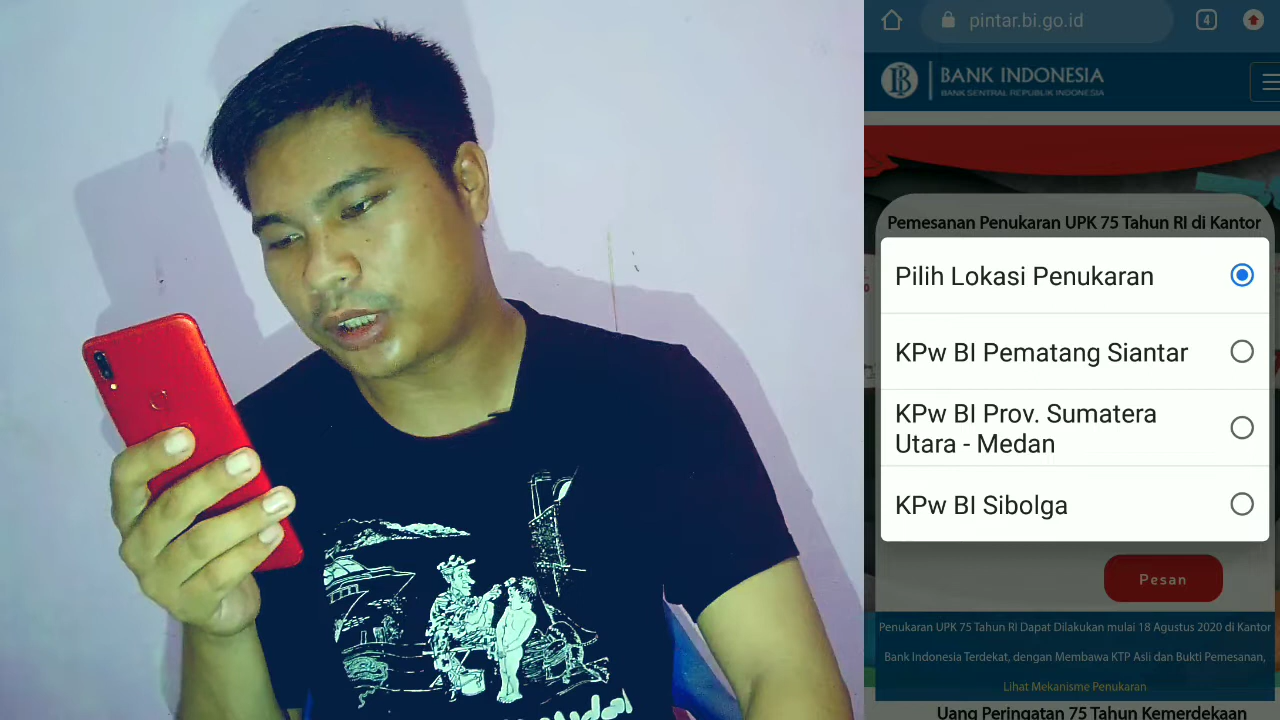 pintar.bi.go.id
4
BANK INDONESIA
BANK SENTRAL REPUBLIK INDONESIA
Pemesanan Penukaran UPK 75 Tahun RI di Kantor
Pilih Lokasi Penukaran
KPw BI Pematang Siantar
KPw BI Prov. Sumatera
Utara - Medan
KPw BI Sibolga
Pesan
Penukaran UPK 75 Tahun RI Dapat Dilakukan mulai 18 Agustus 2020 di Kantor
Bank Indonesia Terdekat, dengan Membawa KTP Asli dan Bukti Pemesanan,
Lihat Mekanisme Penukaran
Uang Peringatan 75 Tahun Kemerdekaan